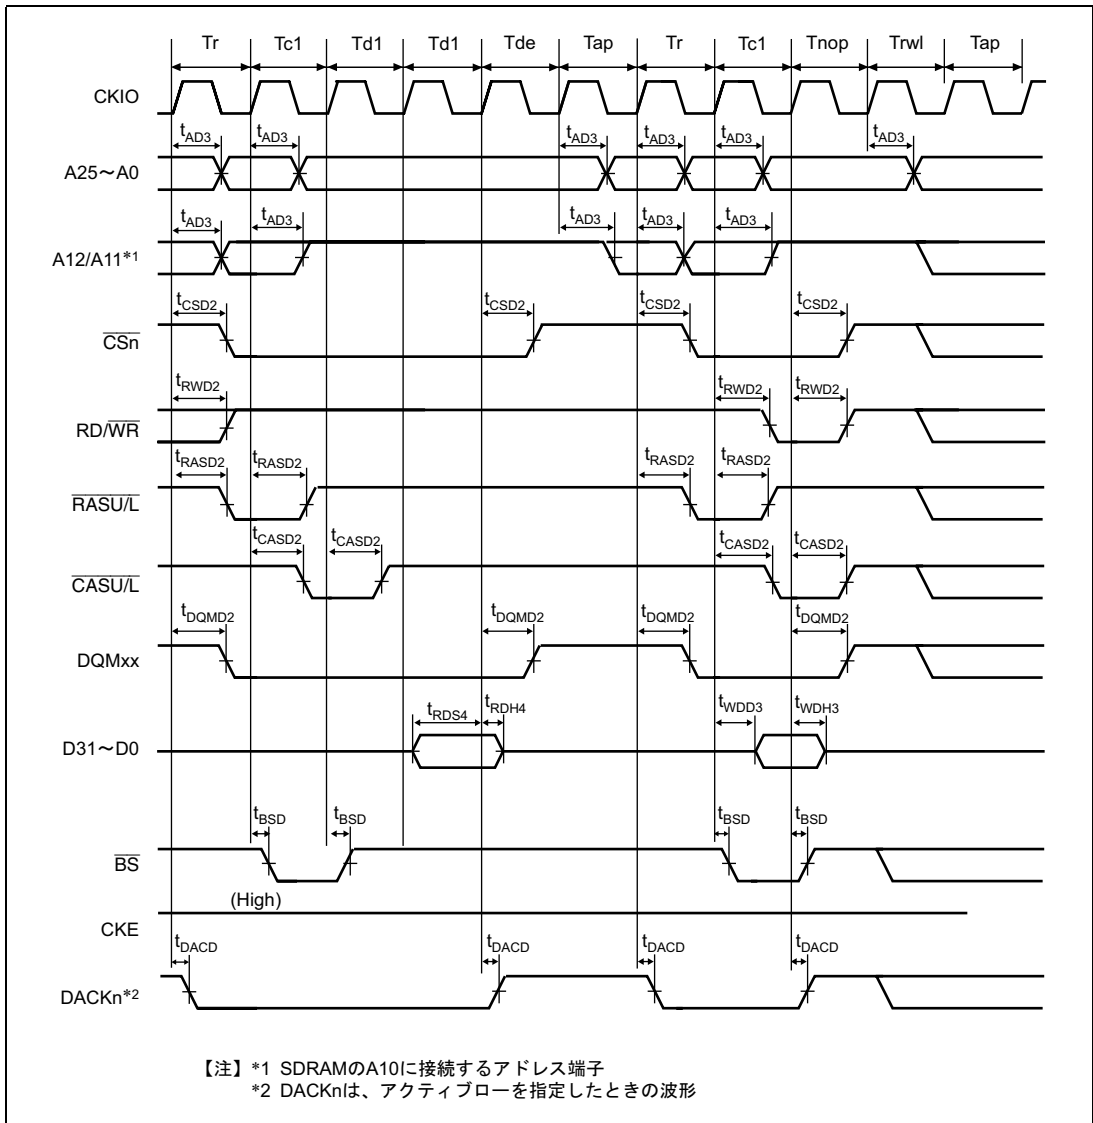 Tr Tc1 Td1 Td1 Tde Tap Tr Tc1 Tnop Trwl Tap
CKIO
tAD3 tAD3 tAD3 tAD3 tAD3 tAD3
A25～A0
tAD3 tAD3 tAD3 tAD3 tAD3
A12/A11*1
tCSD2 tCSD2 tCSD2 tCSD2
CSn
tRWD2 tRWD2 tRWD2
RD/WR
tRASD2 tRASD2 tRASD2 tRASD2
RASU/L
tCASD2 tCASD2 tCASD2 tCASD2
CASU/L
tDQMD2 tDQMD2 tDQMD2 tDQMD2
DQMxx
tRDS4 tRDH4 tWDD3 tWDH3
D31～D0
tBSD tBSD tBSD tBSD
BS
(High)
CKE
tDACD tDACD tDACD tDACD
DACKn*2
【注】*1 SDRAMのA10に接続するアドレス端子
*2 DACKnは、アクティブローを指定したときの波形